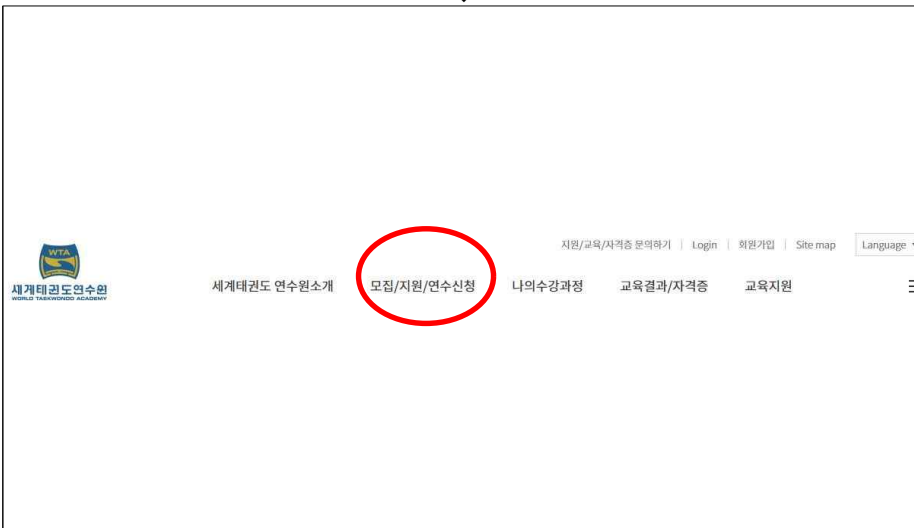 지원/교육/자격증 문의하기 | Login | 회원가입 | Site map
Language
WTA
세계태권도연수원
WORLD TAEKWONDO ACADEMY
세계태권도 연수원소개
모집/지원/연수신청
나의수강과정
교육결과/자격증
교육지원